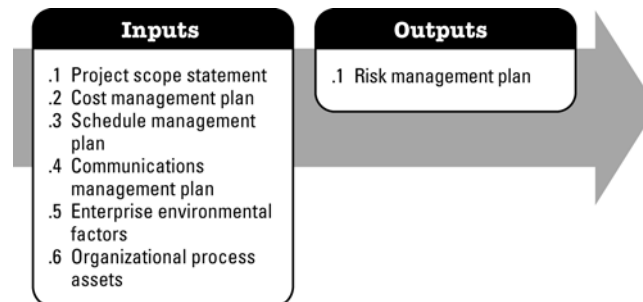 Inputs
.1 Project scope statement
.2 Cost management plan
.3 Schedule management
plan
.4 Communications
management plan
.5 Enterprise environmental
factors
.6 Organizational process
assets
Outputs
.1 Risk management plan